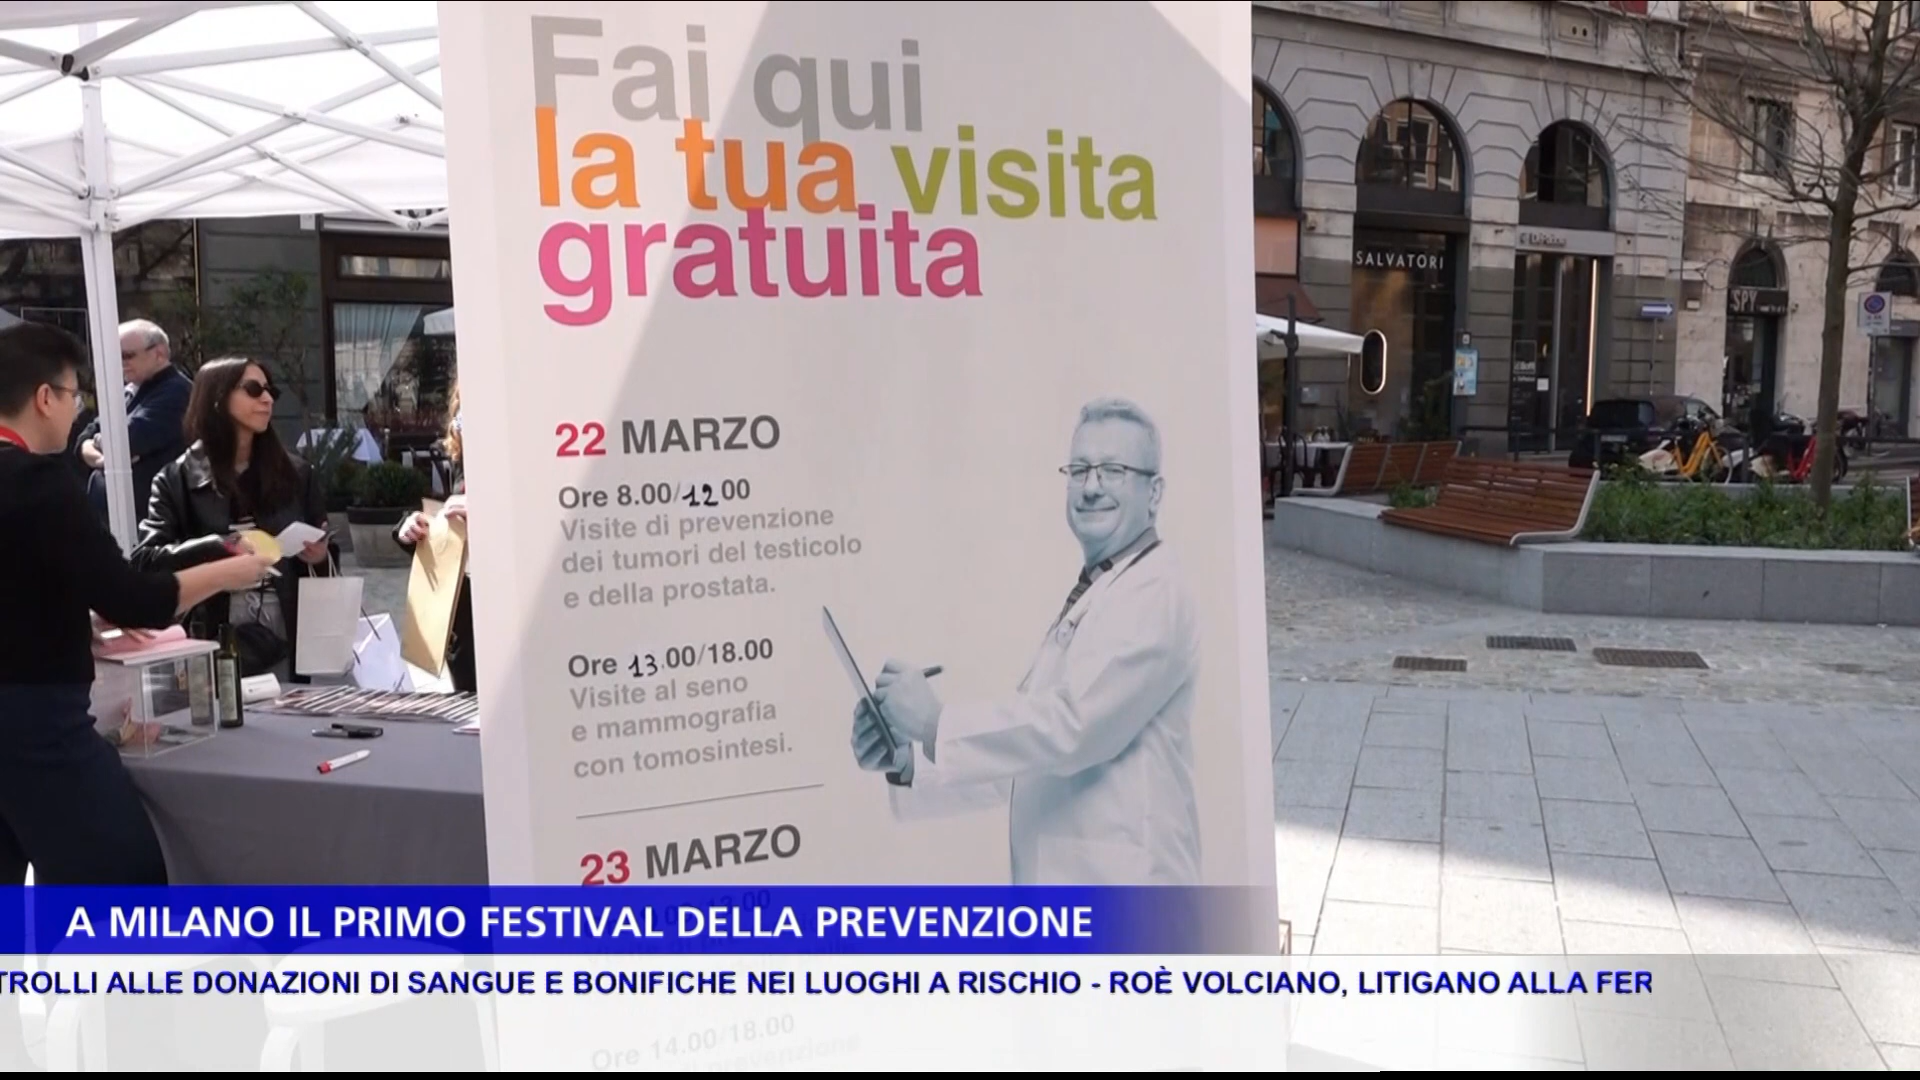 Fai qui
la tua visita
gratuita
22 MARZO
Ore 8.00/12 00
Visite di prevenzione
dei tumori del testicolo
e della prostata.
Ore 13.00/18.00
Visite al seno
e mammografia
con tomosintesi.
23 MARZO
Ore 14.00/18.00
SALVATORI
SPY
A MILANO IL PRIMO FESTIVAL DELLA PREVENZIONE
TROLLI ALLE DONAZIONI DI SANGUE E BONIFICHE NEI LUOGHI A RISCHIO - ROÈ VOLCIANO, LITIGANO ALLA FER